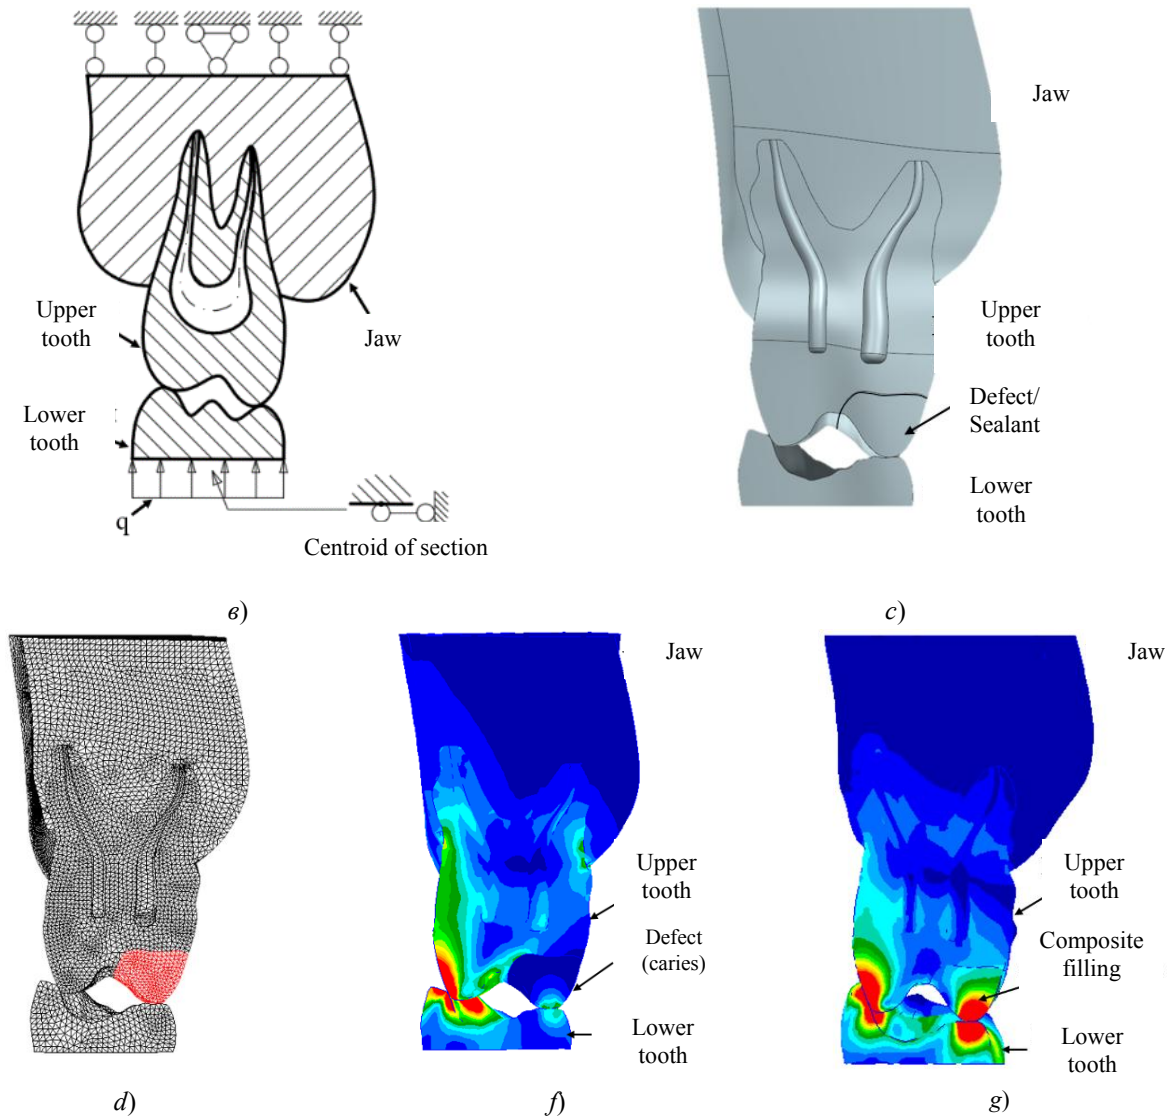 Jaw
Upper
tooth
Jaw
Upper
tooth
Defect/
Sealant
Lower
tooth
Lower
tooth
q
Centroid of section
в)
c)
Jaw
Jaw
Upper
tooth
Defect
(caries)
Lower
tooth
Upper
tooth
Composite
filling
Lower
tooth
d)
f)
g)